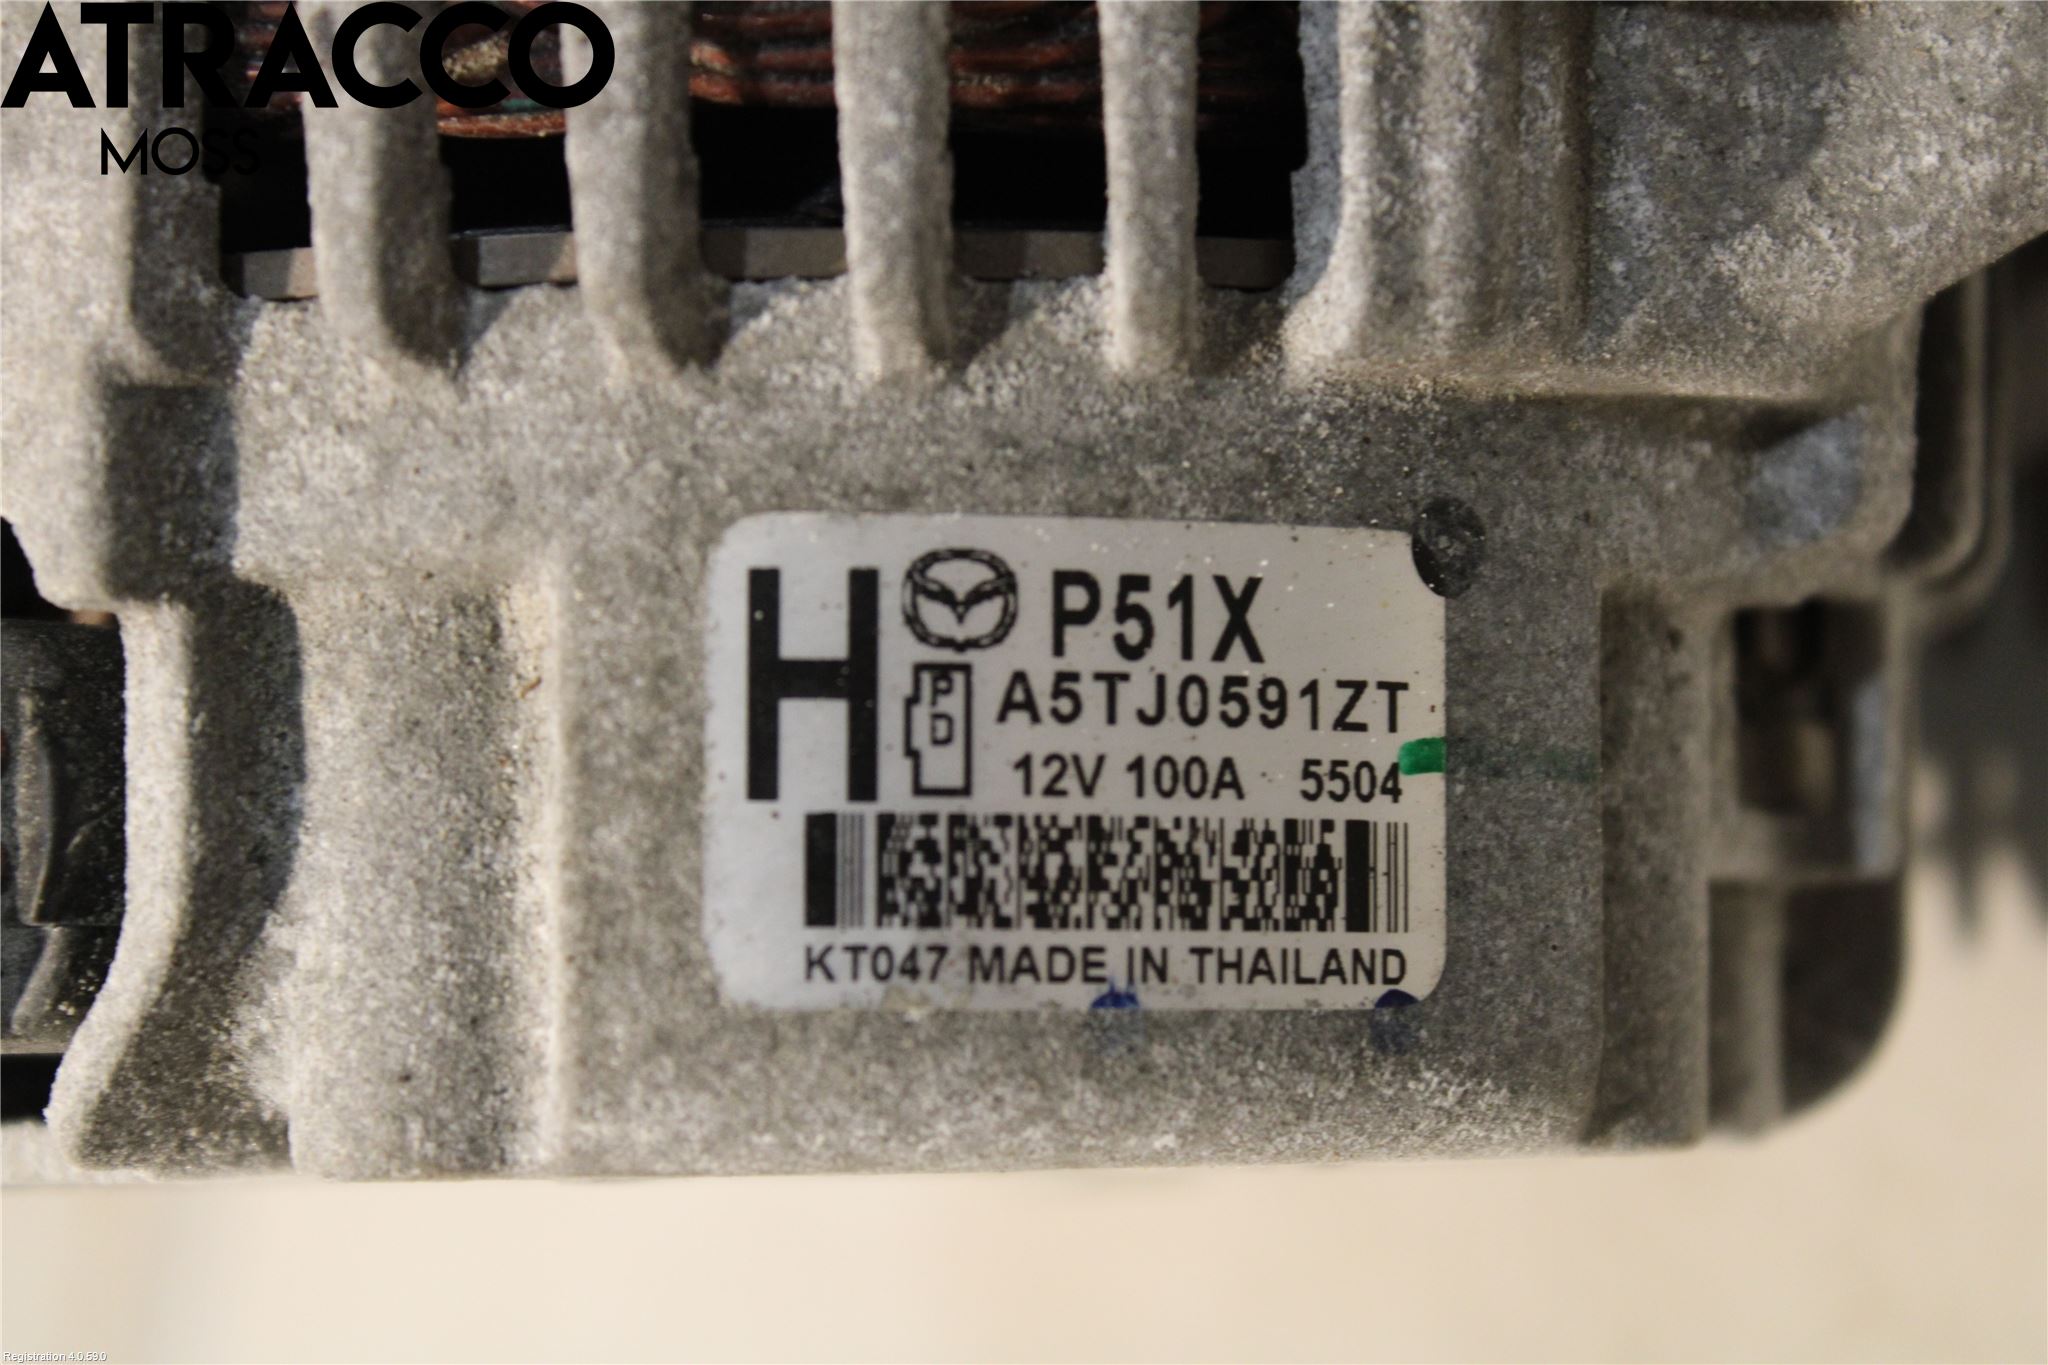 ATRACCO
MOSS
H
P51X
P
D
A5TJ0591ZT
12V 100A 5504
KT047 MADE IN THAILAND
Registration 4.0.59.0